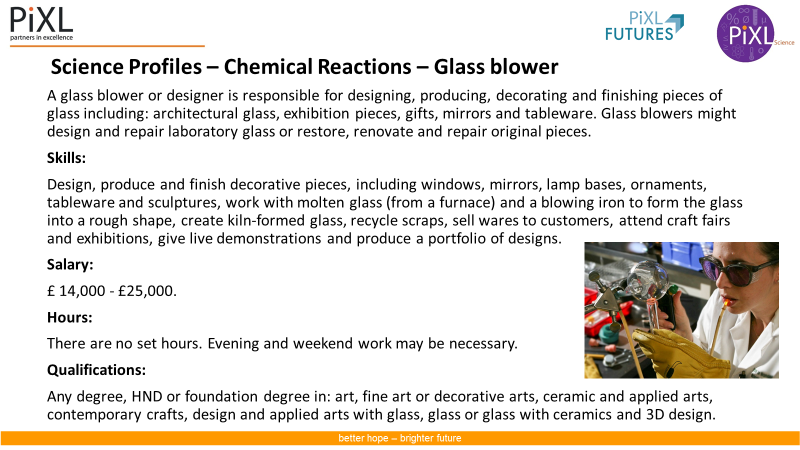 PiXL
partners in excellence
PiXL
FUTURES
PiXL
Science
Science Profiles – Chemical Reactions – Glass blower
A glass blower or designer is responsible for designing, producing, decorating and finishing pieces of
glass including: architectural glass, exhibition pieces, gifts, mirrors and tableware. Glass blowers might
design and repair laboratory glass or restore, renovate and repair original pieces.
Skills:
Design, produce and finish decorative pieces, including windows, mirrors, lamp bases, ornaments,
tableware and sculptures, work with molten glass (from a furnace) and a blowing iron to form the glass
into a rough shape, create kiln-formed glass, recycle scraps, sell wares to customers, attend craft fairs
and exhibitions, give live demonstrations and produce a portfolio of designs.
Salary:
£ 14,000 - £25,000.
Hours:
There are no set hours. Evening and weekend work may be necessary.
Qualifications:
Any degree, HND or foundation degree in: art, fine art or decorative arts, ceramic and applied arts,
contemporary crafts, design and applied arts with glass, glass or glass with ceramics and 3D design.
better hope – brighter future